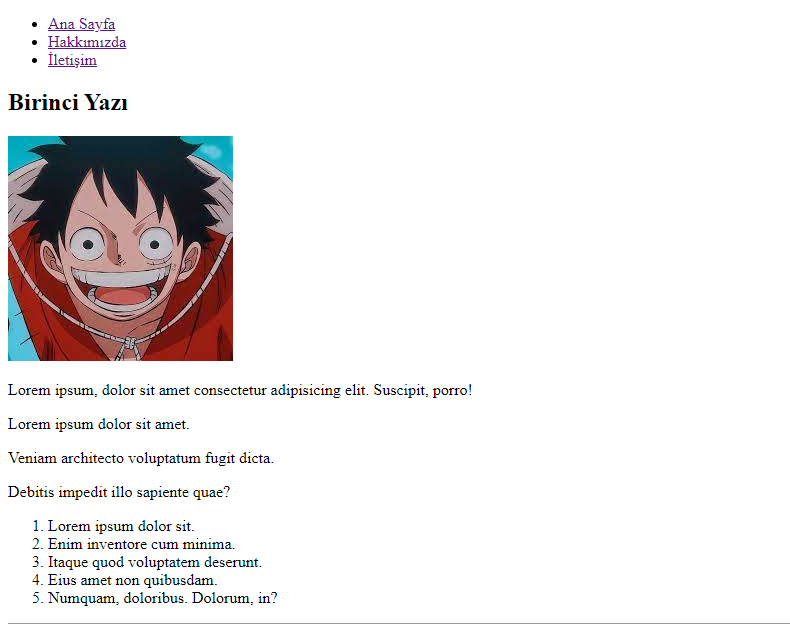 Ana Sayfa
Hakkımızda
İletişim
Birinci Yazı
Lorem ipsum, dolor sit amet consectetur adipisicing elit. Suscipit, porro!
Lorem ipsum dolor sit amet.
Veniam architecto voluptatum fugit dicta.
Debitis impedit illo sapiente quae?
1. Lorem ipsum dolor sit.
2. Enim inventore cum minima.
3. Itaque quod voluptatem deserunt.
4. Eius amet non quibusdam.
5. Numquam, doloribus. Dolorum, in?